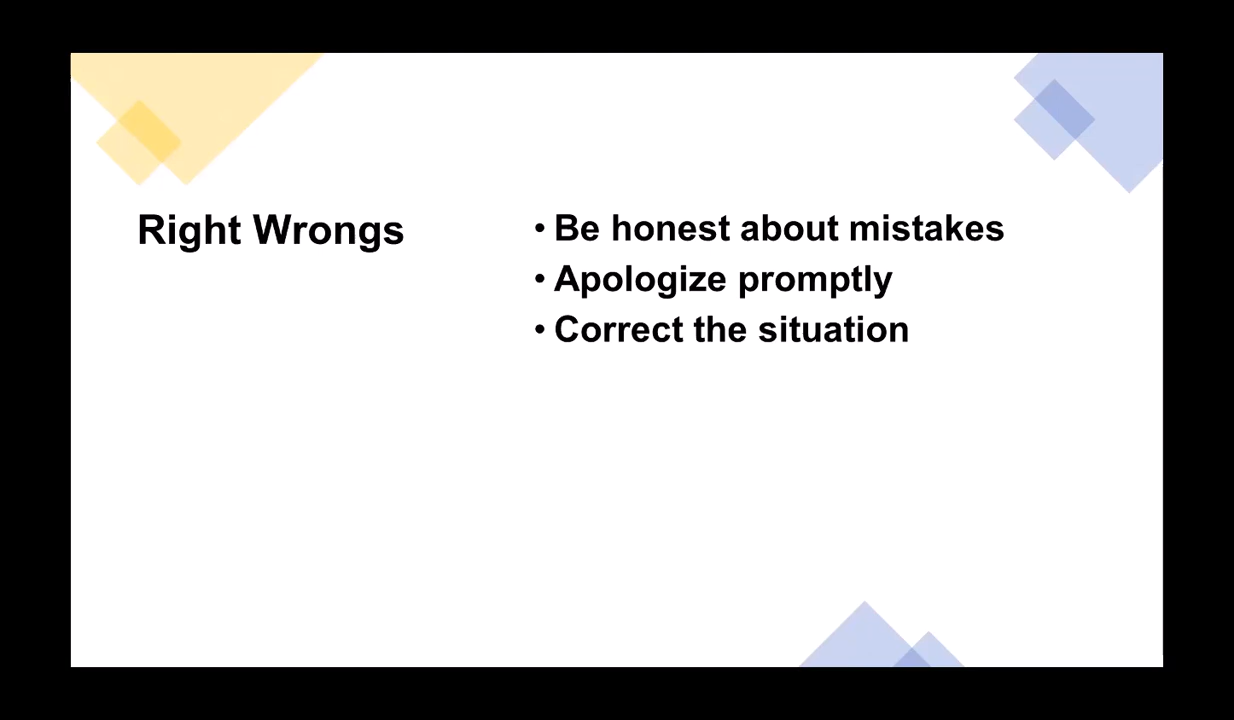 Right Wrongs
• Be honest about mistakes
• Apologize promptly
• Correct the situation